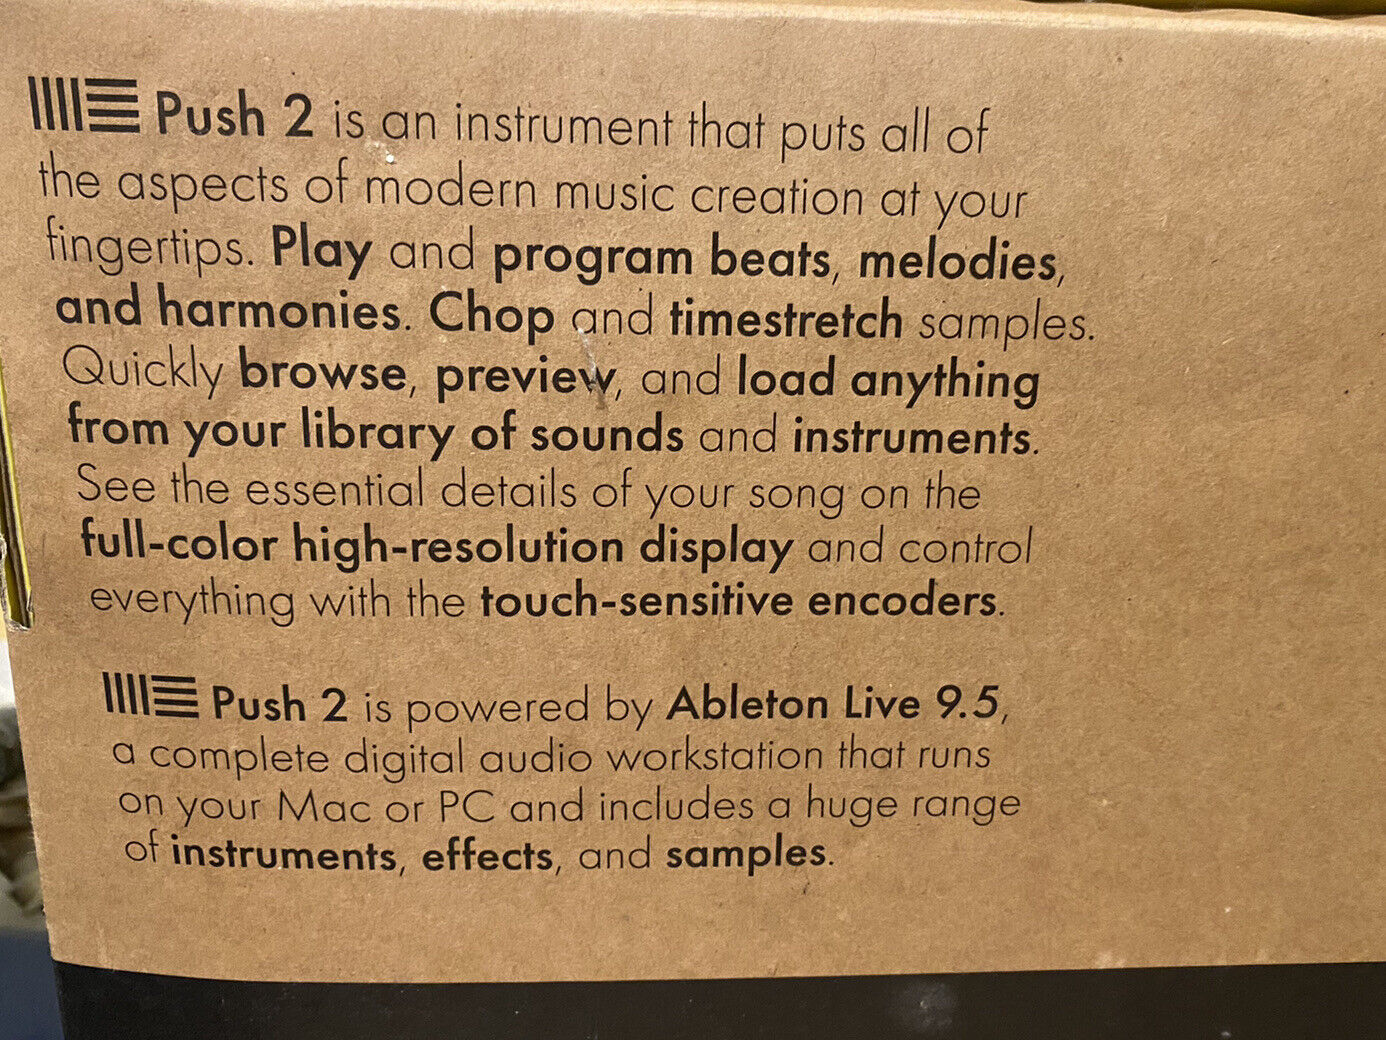 Push 2 is an instrument that puts all of
the aspects of modern music creation at your
fingertips. Play and program beats, melodies,
and harmonies. Chop and timestretch samples.
Quickly browse, preview, and load anything
from your library of sounds and instruments.
See the essential details of your song on the
full-color high-resolution display and control
everything with the touch-sensitive encoders.
Push 2 is powered by Ableton Live 9.5,
a complete digital audio workstation that runs
on your Mac or PC and includes a huge range
of instruments, effects, and samples.